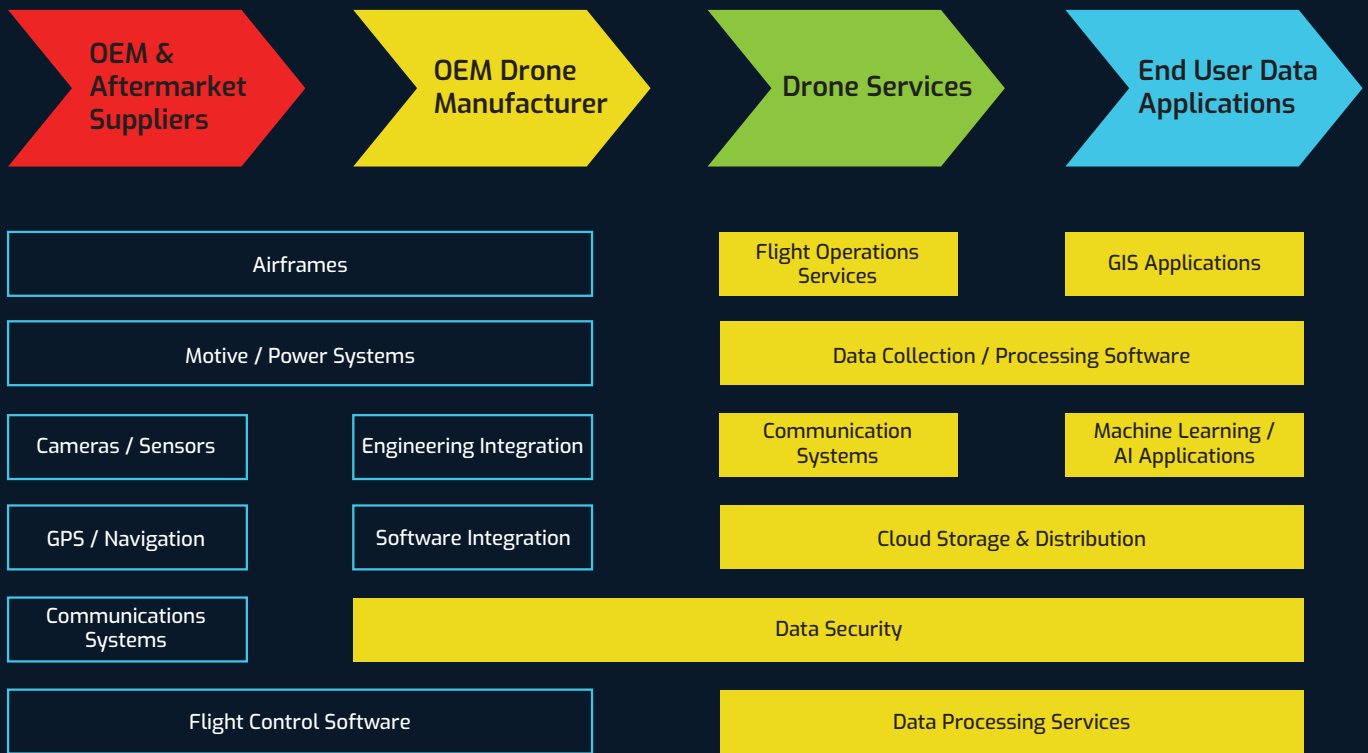 OEM &
Aftermarket
Suppliers
OEM Drone
Manufacturer
Drone Services
End User Data
Applications
Airframes
Flight Operations
Services
GIS Applications
Motive / Power Systems
Data Collection / Processing Software
Cameras / Sensors
Engineering Integration
Communication
Systems
Machine Learning /
AI Applications
GPS / Navigation
Software Integration
Cloud Storage & Distribution
Communications
Systems
Data Security
Flight Control Software
Data Processing Services